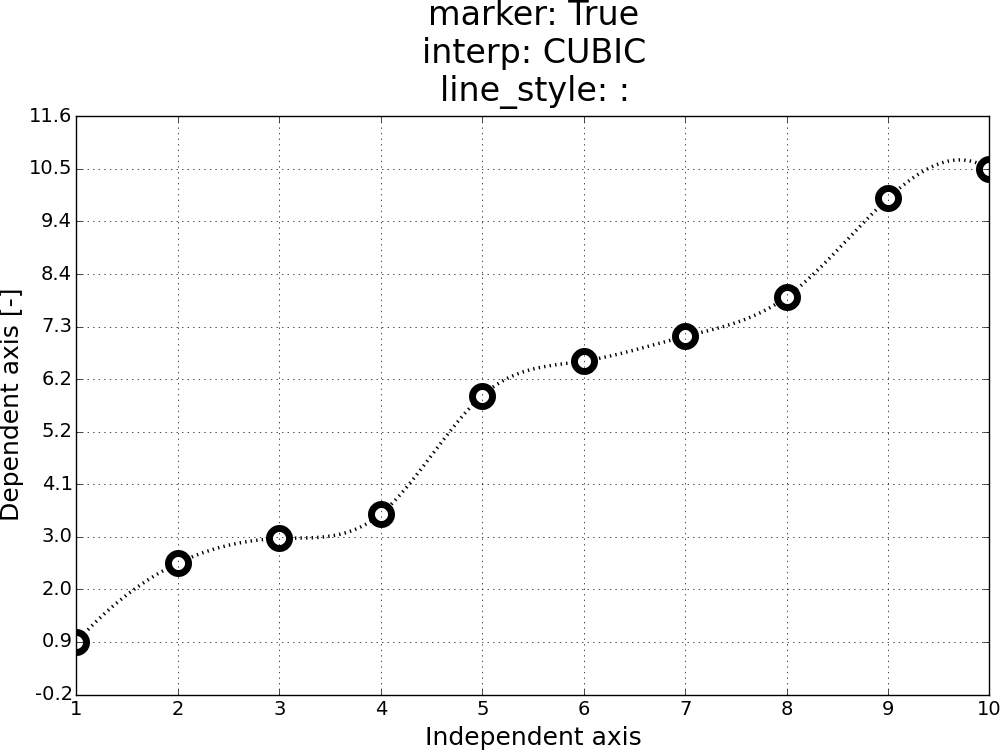 marker: True
interp: CUBIC
line_style: :
11.6
10.5
9.4
8.4
7.3
6.2
5.2
4.1
3.0
2.0
0.9
-0.2
Dependent axis [-]
1 2 3 4 5 6 7 8 9 10
Independent axis